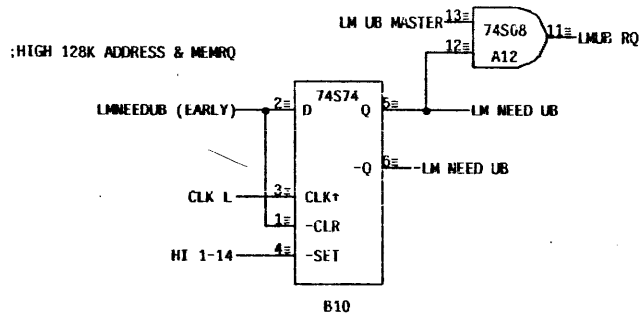 LM UB MASTER 13 74S08 11 LMUB RQ
;HIGH 128K ADDRESS & MEMRQ
12 A12
74S74
LMNEEDUB (EARLY) 2 D Q 5 LM NEED UB
-Q 6 -LM NEED UB
CLK L 3 CLK↑
1 -CLR
HI 1-14 4 -SET
B10